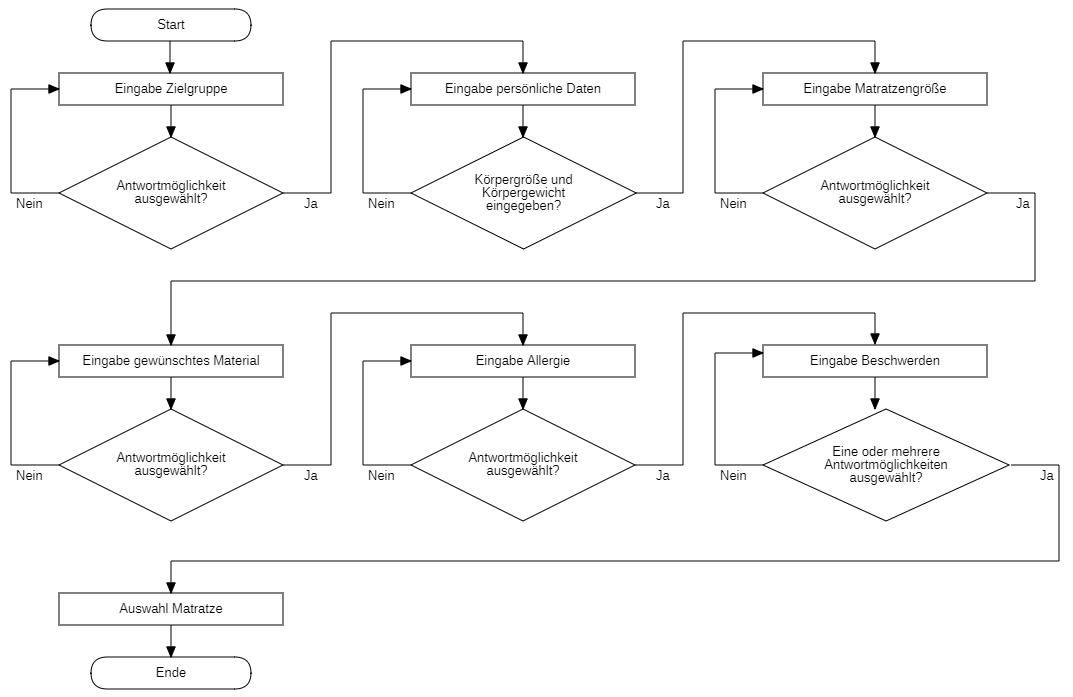 Start
Eingabe Zielgruppe
Eingabe persönliche Daten
Eingabe Matratzengröße
Antwortmöglichkeit
ausgewählt?
Nein
Ja
Körpergröße und
Körpergewicht
eingegeben?
Nein
Ja
Antwortmöglichkeit
ausgewählt?
Nein
Ja
Eingabe gewünschtes Material
Eingabe Allergie
Eingabe Beschwerden
Antwortmöglichkeit
ausgewählt?
Nein
Ja
Antwortmöglichkeit
ausgewählt?
Nein
Ja
Eine oder mehrere
Antwortmöglichkeiten
ausgewählt?
Nein
Ja
Auswahl Matratze
Ende